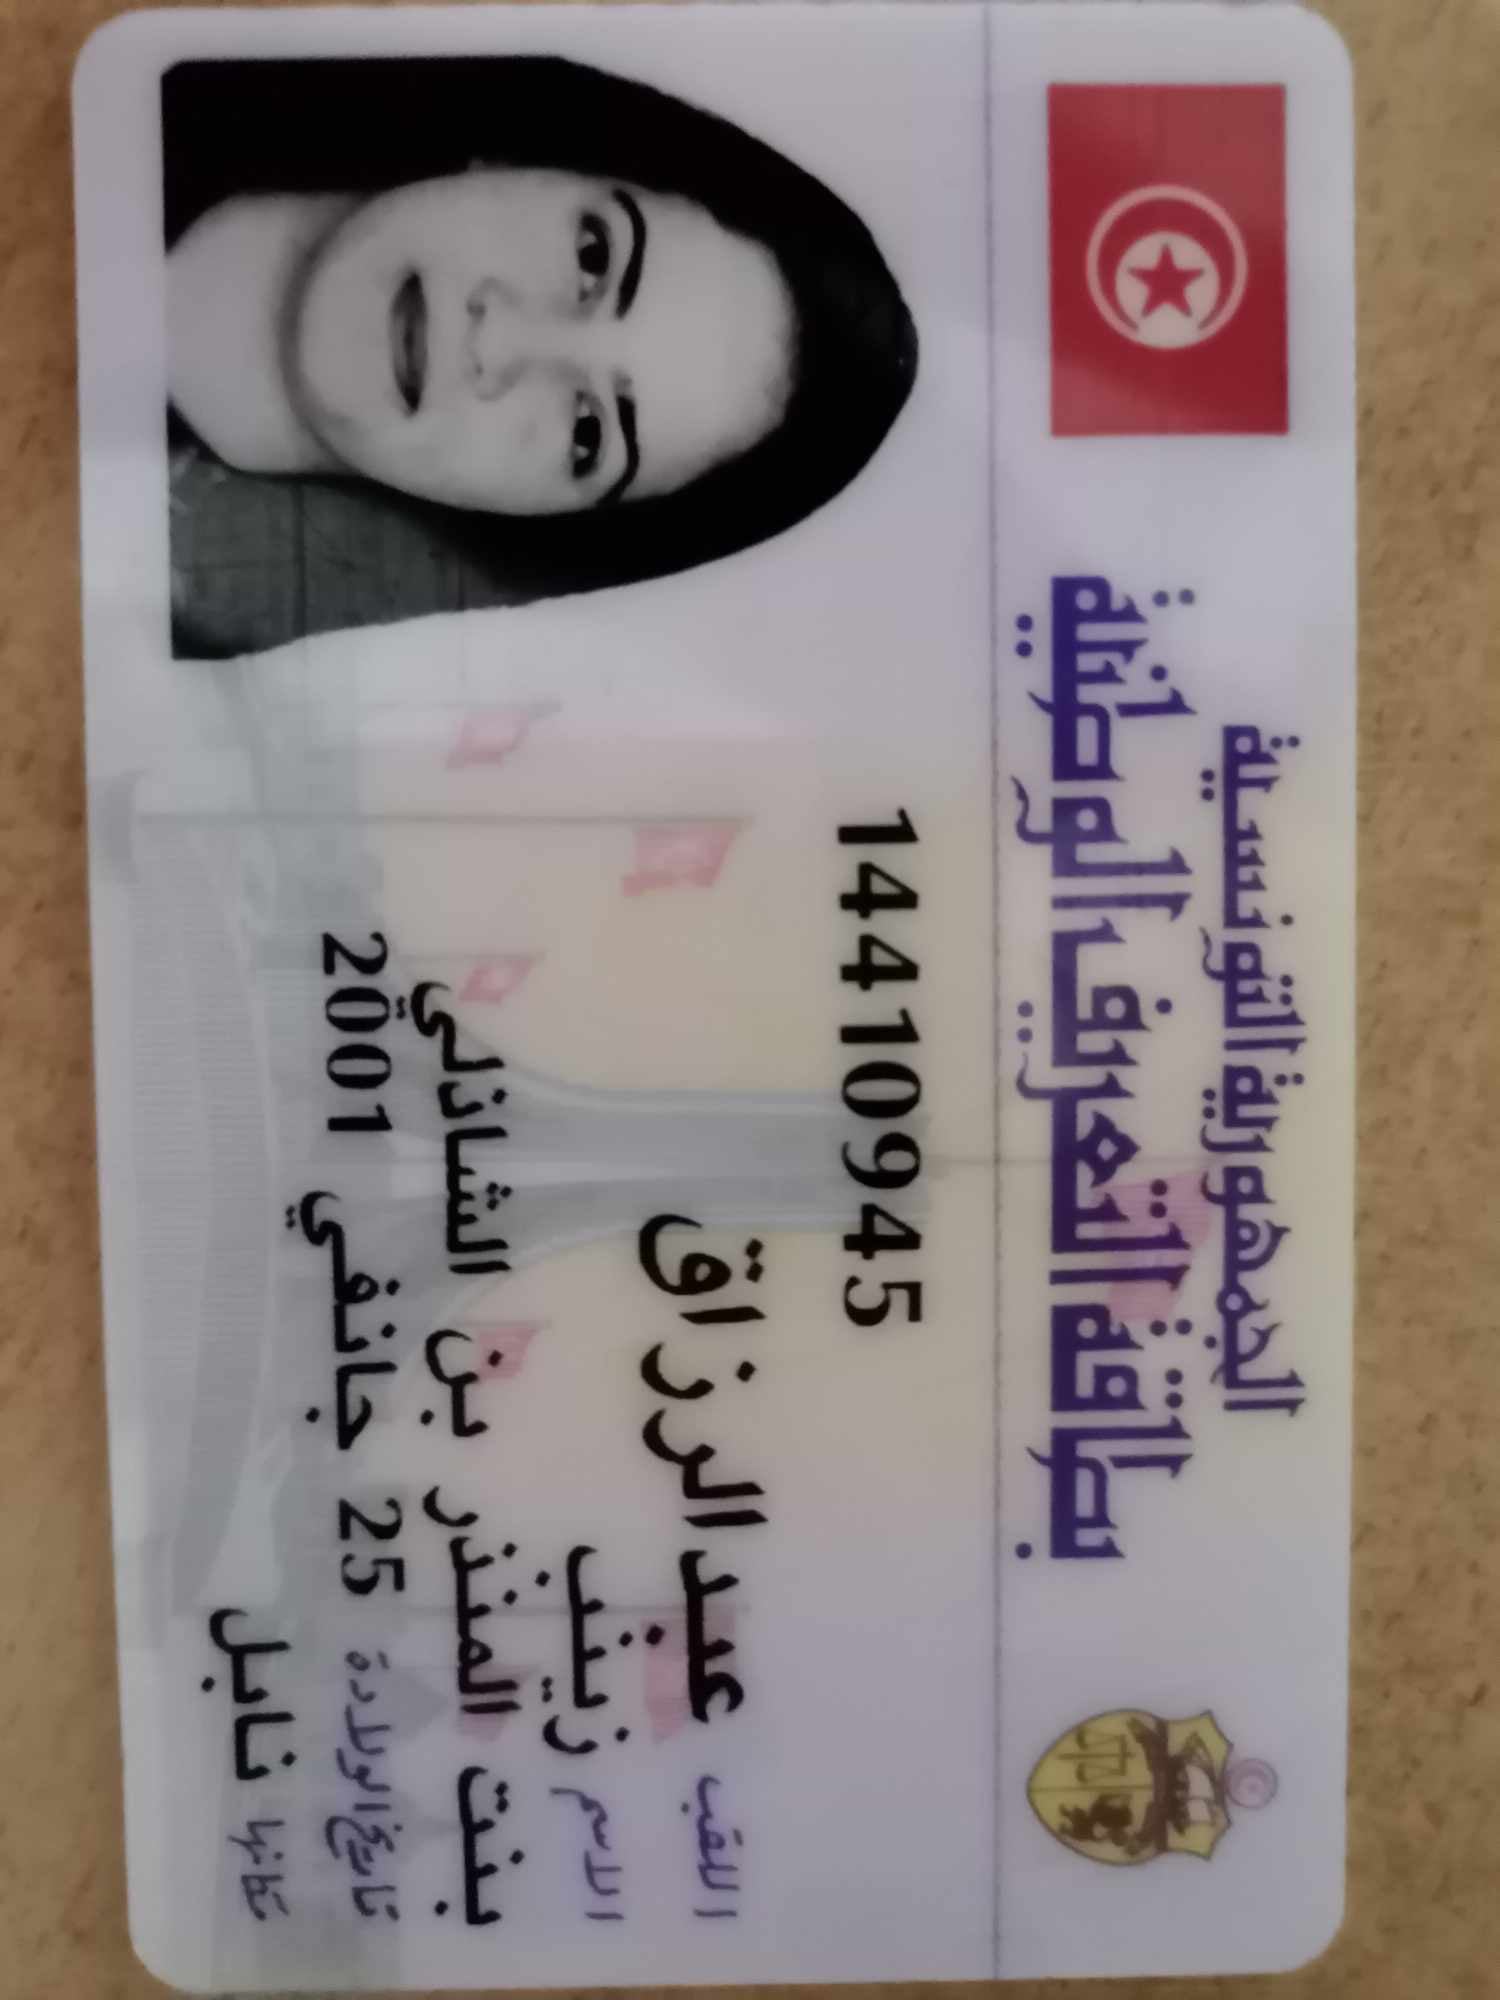 الجمهورية التونسية
بطاقة التعريف الوطنية
14410945
اللقب عبد الرزاق
الاسم زينب
بنت المنذر بن الشاذلي
تاريخ الولادة 25 جانفي 2001
مكانها نابل